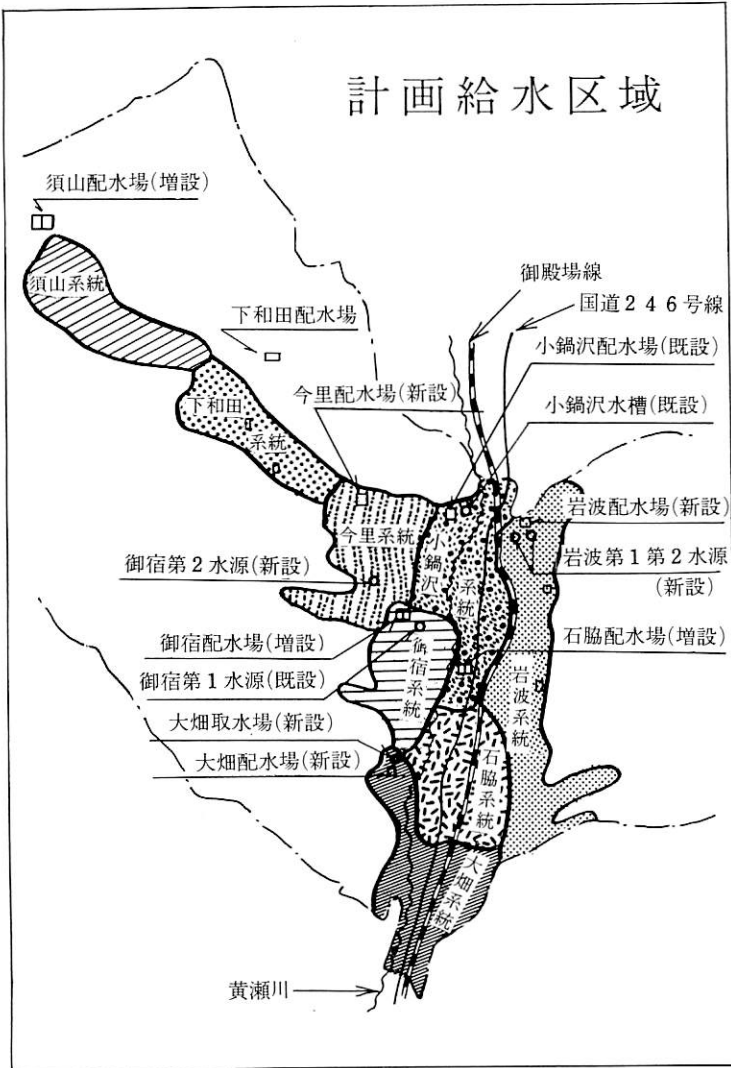 計画給水区域
須山配水場(増設)
須山系統
下和田配水場
下和田
系統
御殿場線
国道246号線
小鍋沢配水場(既設)
今里配水場(新設)
小鍋沢水槽(既設)
今里系統
小鍋沢
系統
岩波配水場(新設)
岩波第1第2水源
(新設)
御宿第2水源(新設)
御宿配水場(増設)
御宿第1水源(既設)
御宿系統
石脇配水場(増設)
岩波系統
大畑取水場(新設)
大畑配水場(新設)
石脇系統
大畑系統
黄瀬川